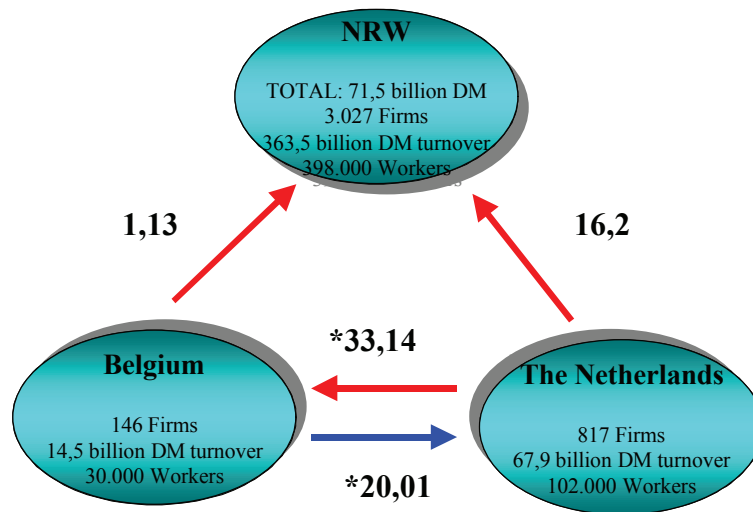 NRW
TOTAL: 71,5 billion DM
3.027 Firms
363,5 billion DM turnover
398.000 Workers
1,13
16,2
*33,14
Belgium
146 Firms
14,5 billion DM turnover
30.000 Workers
The Netherlands
817 Firms
67,9 billion DM turnover
102.000 Workers
*20,01